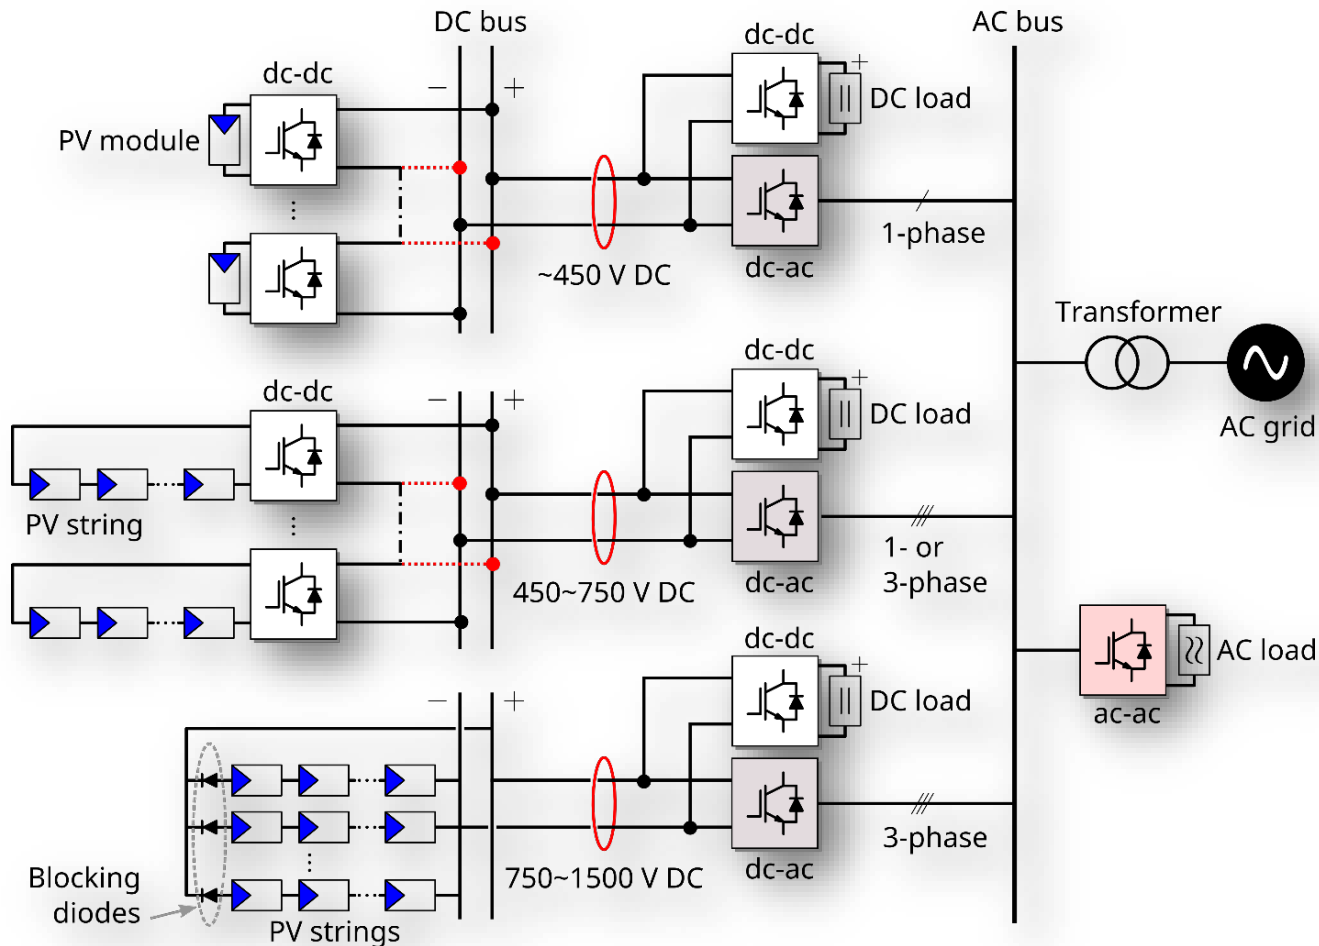 DC bus
AC bus
dc-dc
dc-dc
− +
+
DC load
PV module
1-phase
dc-ac
~450 V DC
Transformer
AC grid
dc-dc
dc-dc
− +
+
DC load
PV string
1- or
3-phase
dc-ac
450~750 V DC
dc-dc
− +
+
DC load
AC load
ac-ac
3-phase
dc-ac
750~1500 V DC
Blocking
diodes
PV strings